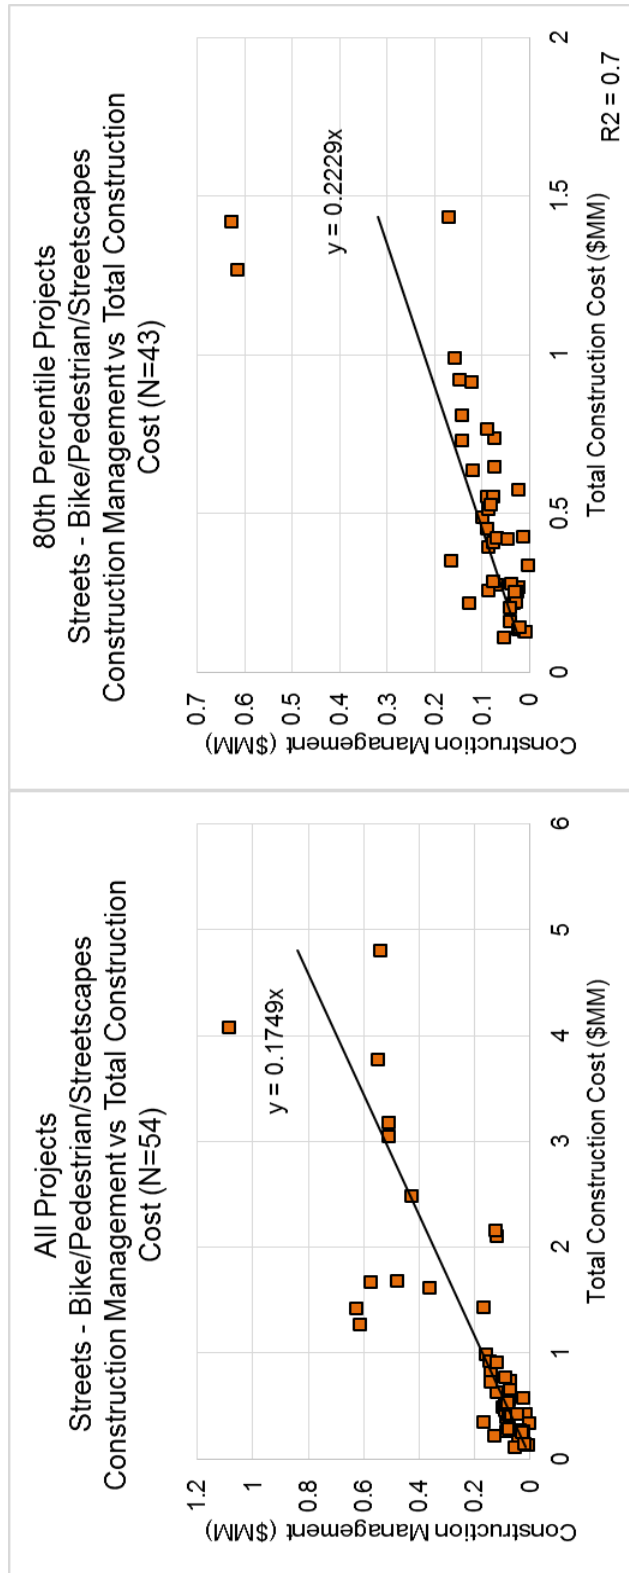 All Projects
Streets - Bike/Pedestrian/Streetscapes
Construction Management vs Total Construction
Cost (N=54)
Construction Management ($MM)
1.2
1
0.8
0.6
0.4
0.2
0
y = 0.1749x
0
1
2
3
4
5
6
Total Construction Cost ($MM)
80th Percentile Projects
Streets - Bike/Pedestrian/Streetscapes
Construction Management vs Total Construction
Cost (N=43)
Construction Management ($MM)
0.7
0.6
0.5
0.4
0.3
0.2
0.1
0
y = 0.2229x
0
0.5
1
1.5
2
Total Construction Cost ($MM)
R2 = 0.7